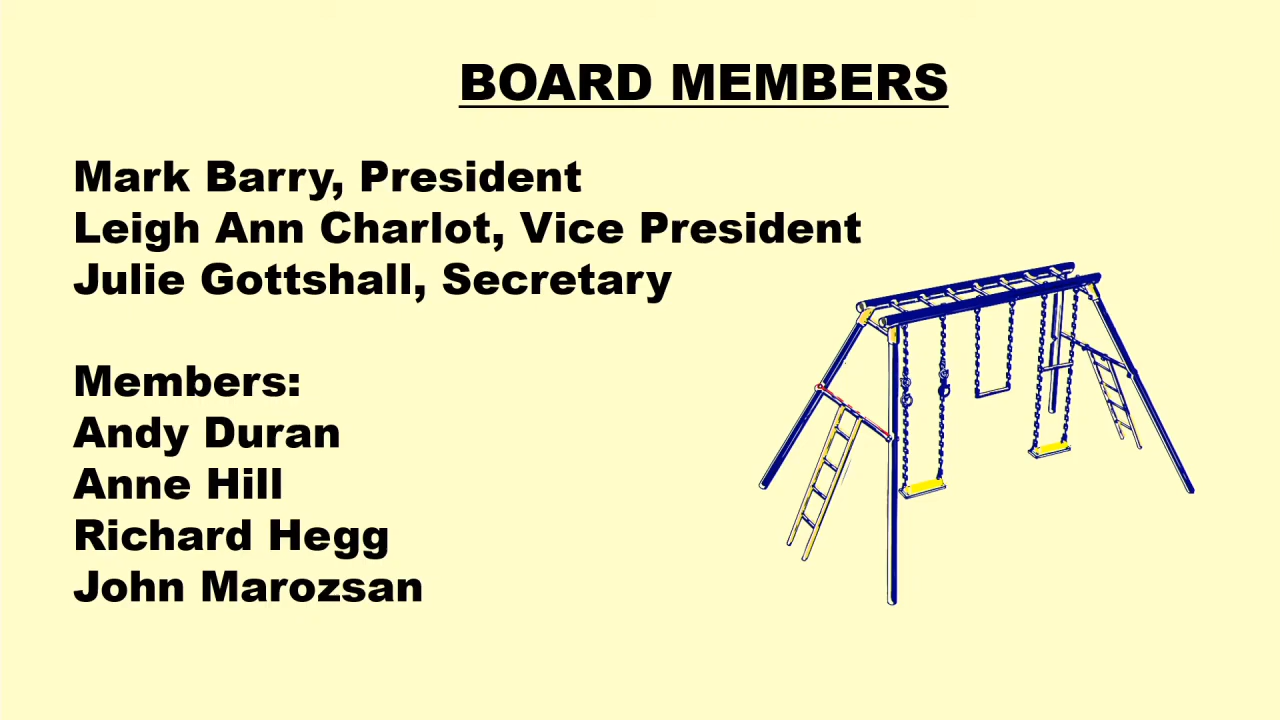 BOARD MEMBERS
Mark Barry, President
Leigh Ann Charlot, Vice President
Julie Gottshall, Secretary
Members:
Andy Duran
Anne Hill
Richard Hegg
John Marozsan